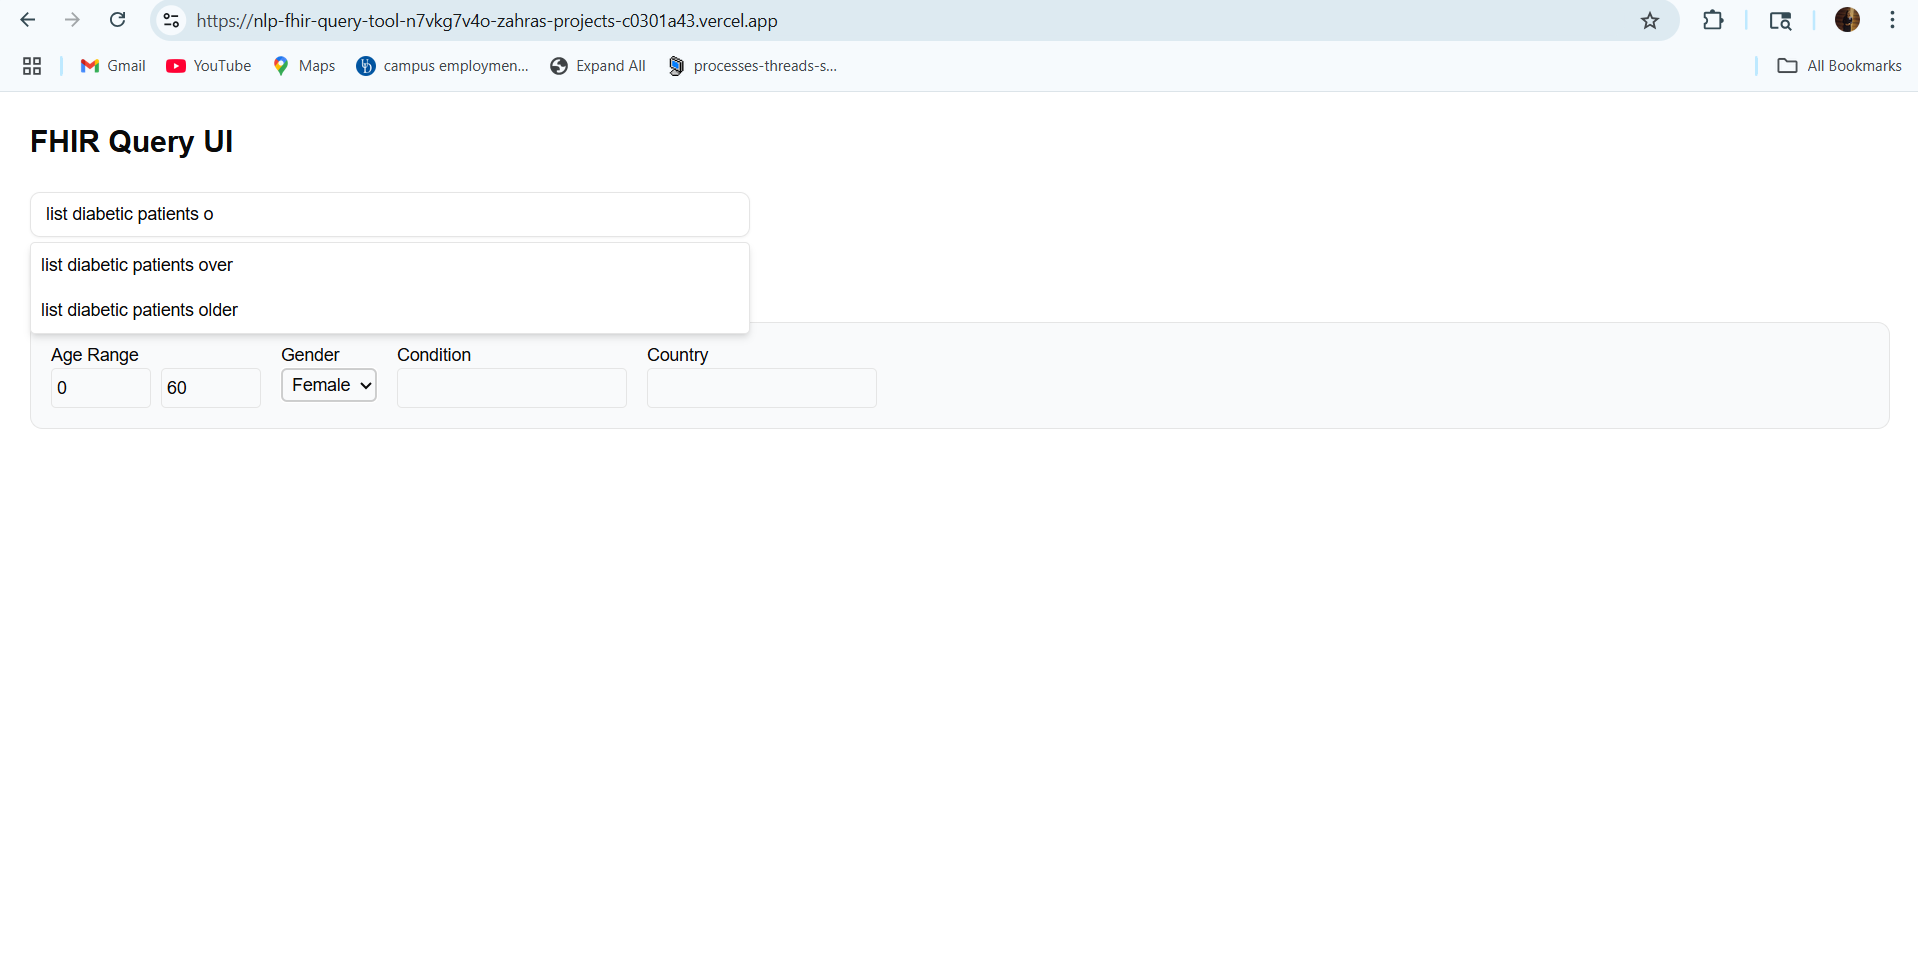 https://nlp-fhir-query-tool-n7vkg7v4o-zahras-projects-c0301a43.vercel.app
Gmail YouTube Maps campus employmen... Expand All processes-threads-s... All Bookmarks
FHIR Query UI
list diabetic patients o
list diabetic patients over
list diabetic patients older
Age Range Gender Condition Country
0 60 Female